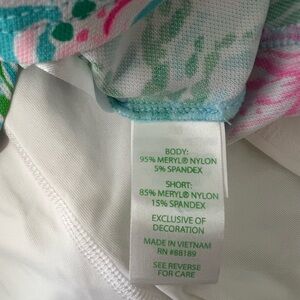 BODY:
95% MERYL® NYLON
5% SPANDEX
SHORT:
85% MERYL® NYLON
15% SPANDEX
EXCLUSIVE OF
DECORATION
MADE IN VIETNAM
RN #88189
SEE REVERSE
FOR CARE